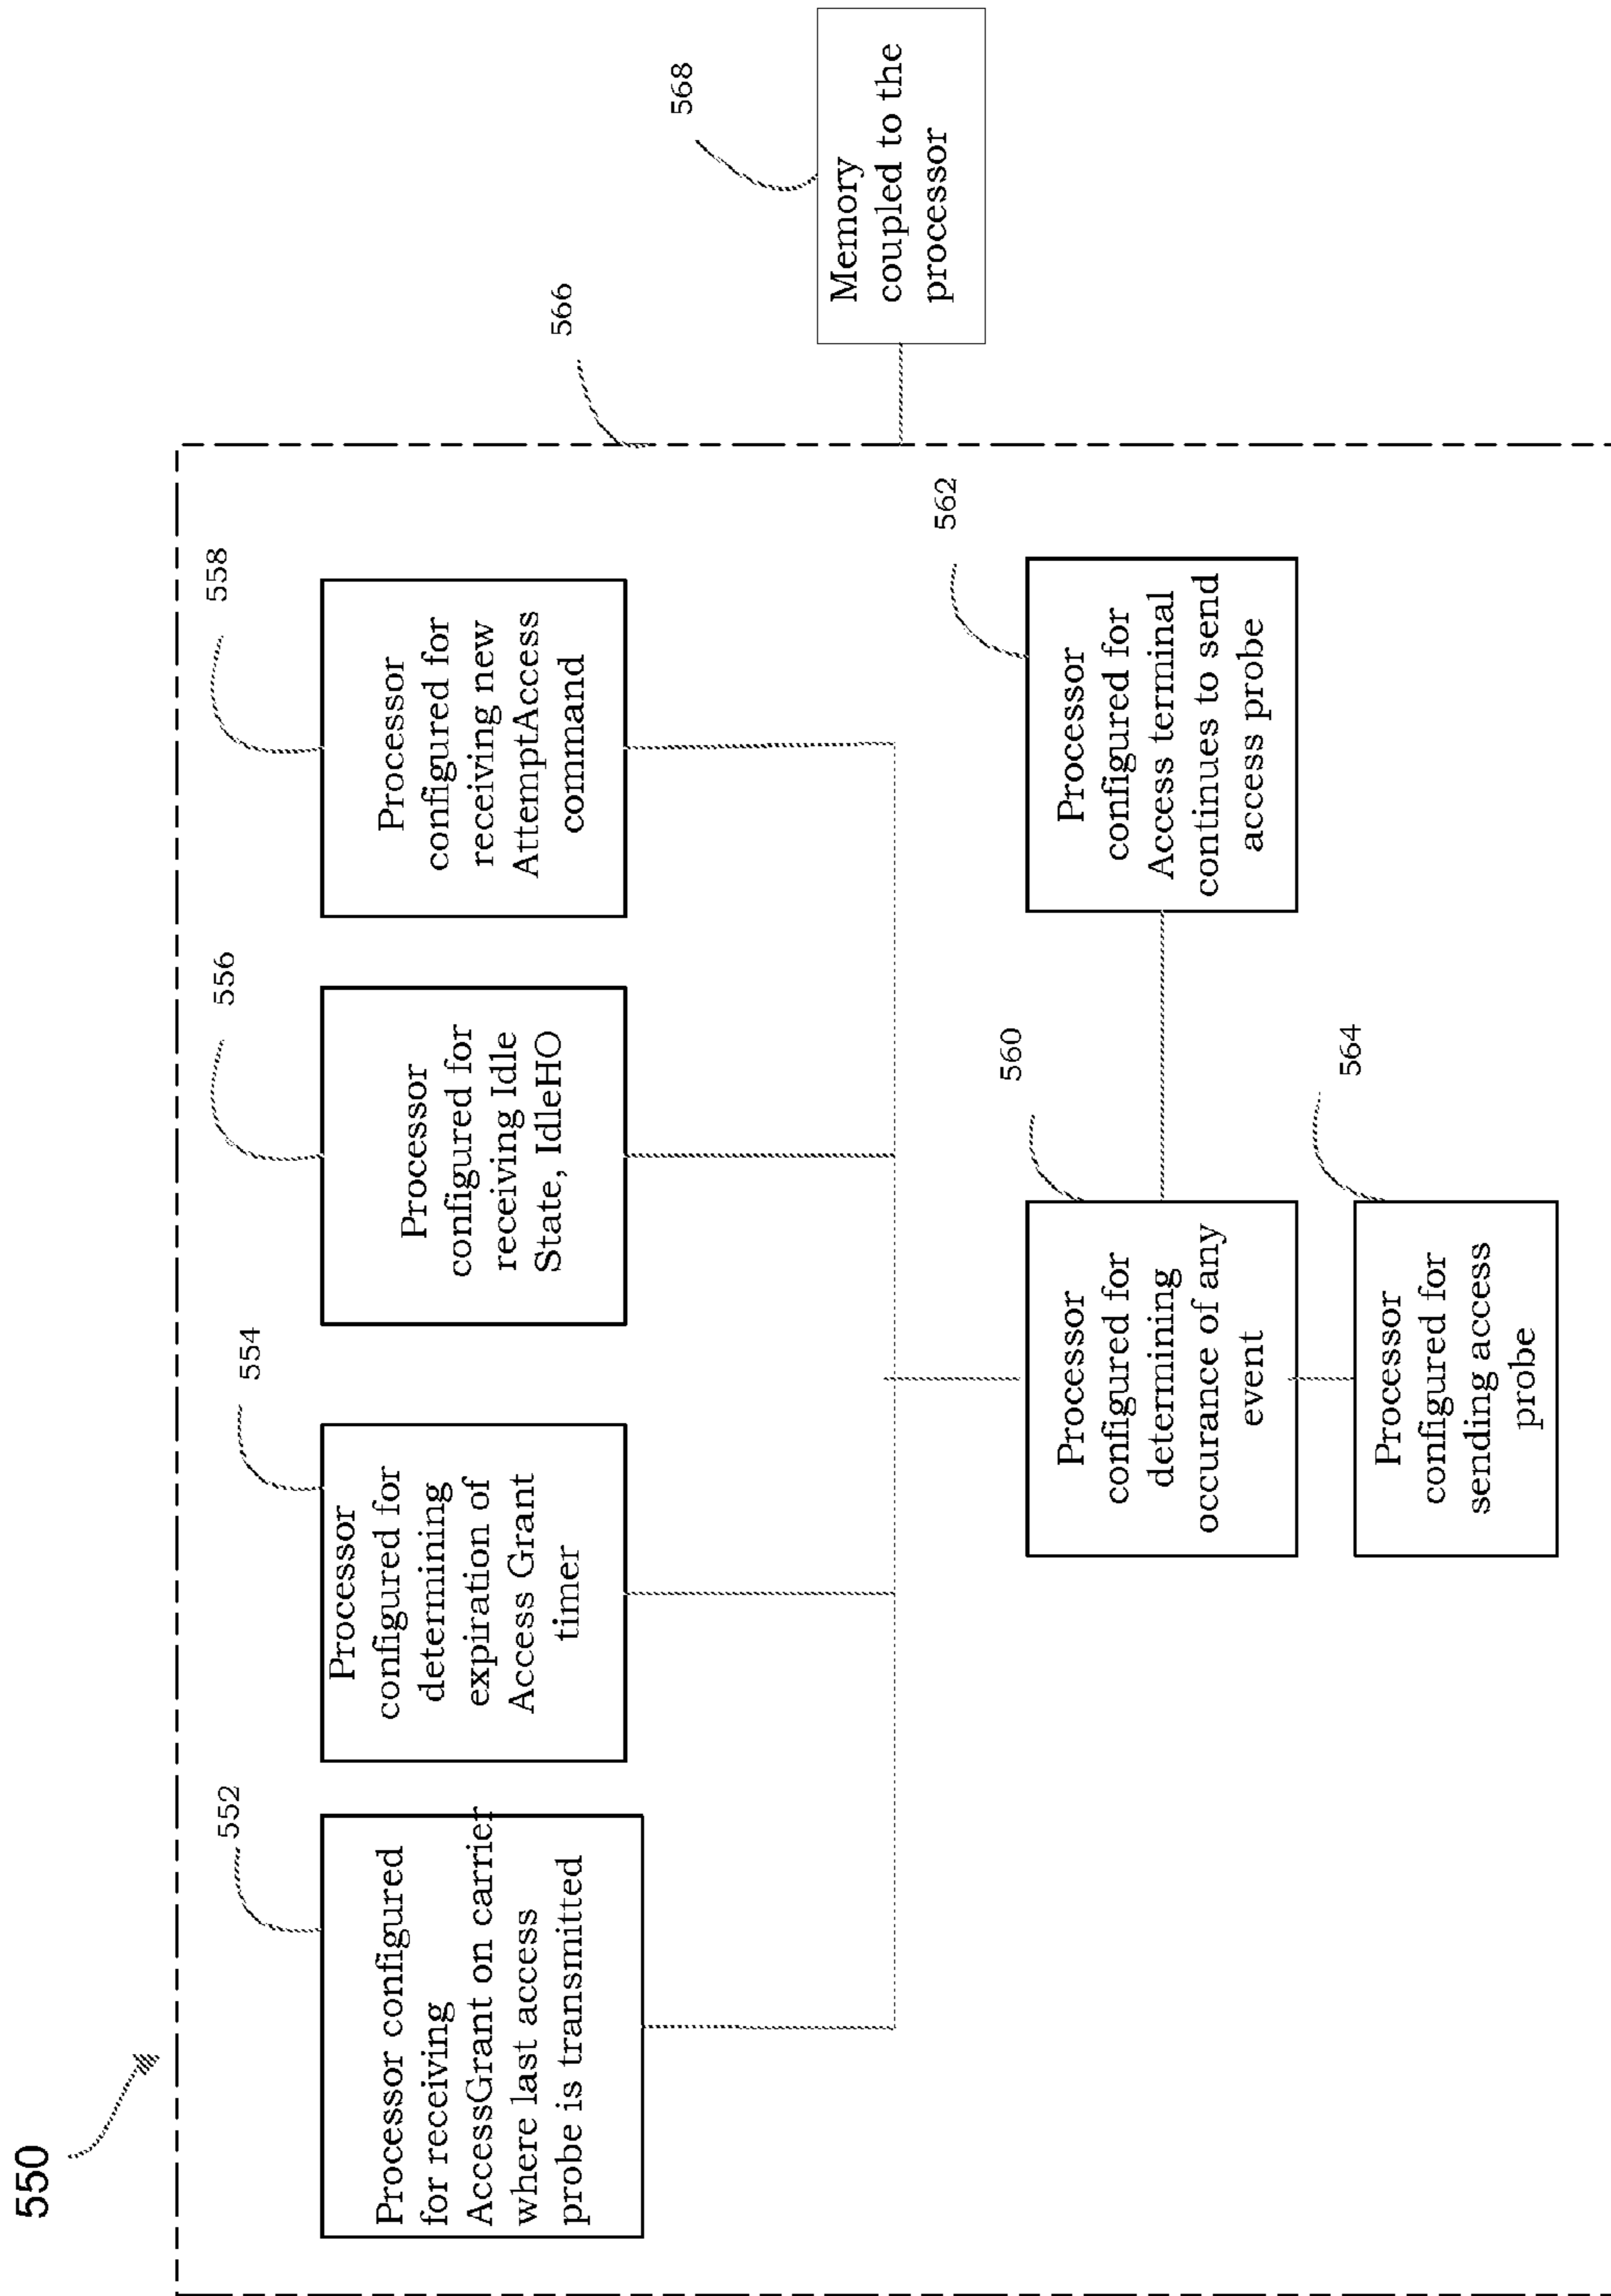 550
552
Processor configured
for receiving
AccessGrant on carrier
where last access
probe is transmitted
554
Processor
configured for
determining
expiration of
Access Grant
timer
556
Processor
configured for
receiving Idle
State, IdleHO
558
Processor
configured for
receiving new
AttemptAccess
command
566
568
Memory
coupled to the
processor
560
Processor
configured for
determining
occurance of any
event
562
Processor
configured for
Access terminal
continues to send
access probe
564
Processor
configured for
sending access
probe